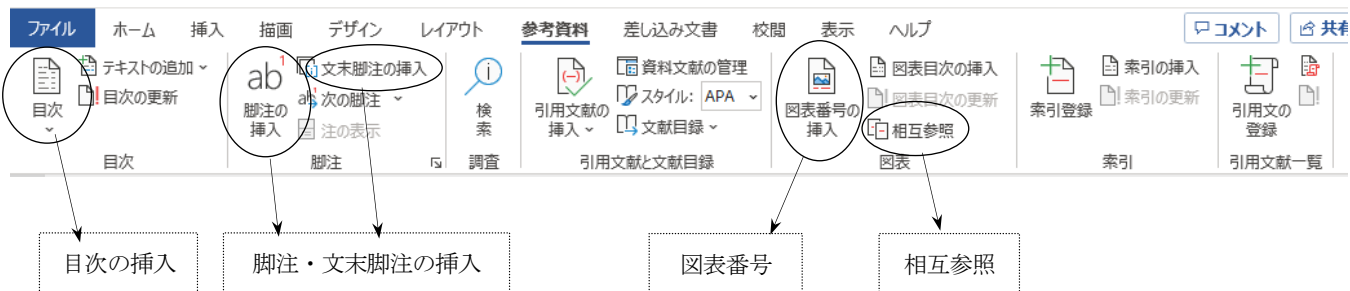 ファイル ホーム 挿入 描画 デザイン レイアウト 参考資料 差し込み文書 校閲 表示 ヘルプ コメント 共有
目次
テキストの追加
目次の更新
目次
ab1
脚注の
挿入
文末脚注の挿入
次の脚注
注の表示
脚注
検
索
調査
引用文献の
挿入
資料文献の管理
スタイル: APA
文献目録
引用文献と文献目録
図表番号の
挿入
図表目次の挿入
図表目次の更新
相互参照
図表
索引登録
索引の挿入
索引の更新
索引
引用文の
登録
引用文献一覧
目次の挿入
脚注・文末脚注の挿入
図表番号
相互参照